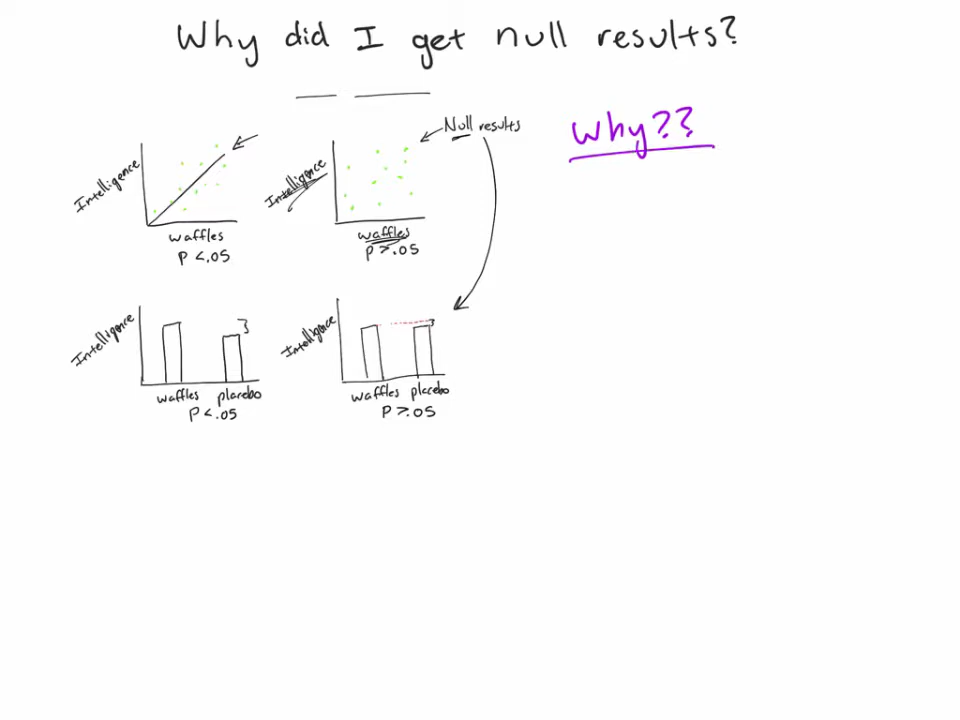 Why did I get null results?
Null results
Why??
Intelligence
waffles
P <.05
Intelligence
waffles
P >.05
Intelligence
waffles placebo
P <.05
Intelligence
waffles placebo
P >.05